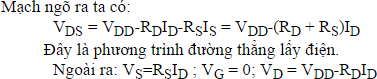 Mạch ngõ ra ta có:
V_DS = V_DD-R_DI_D-R_SI_S = V_DD-(R_D + R_S)I_D
Đây là phương trình đường thẳng lấy điện.
Ngoài ra: V_S=R_SI_D ; V_G = 0; V_D = V_DD-R_DI_D